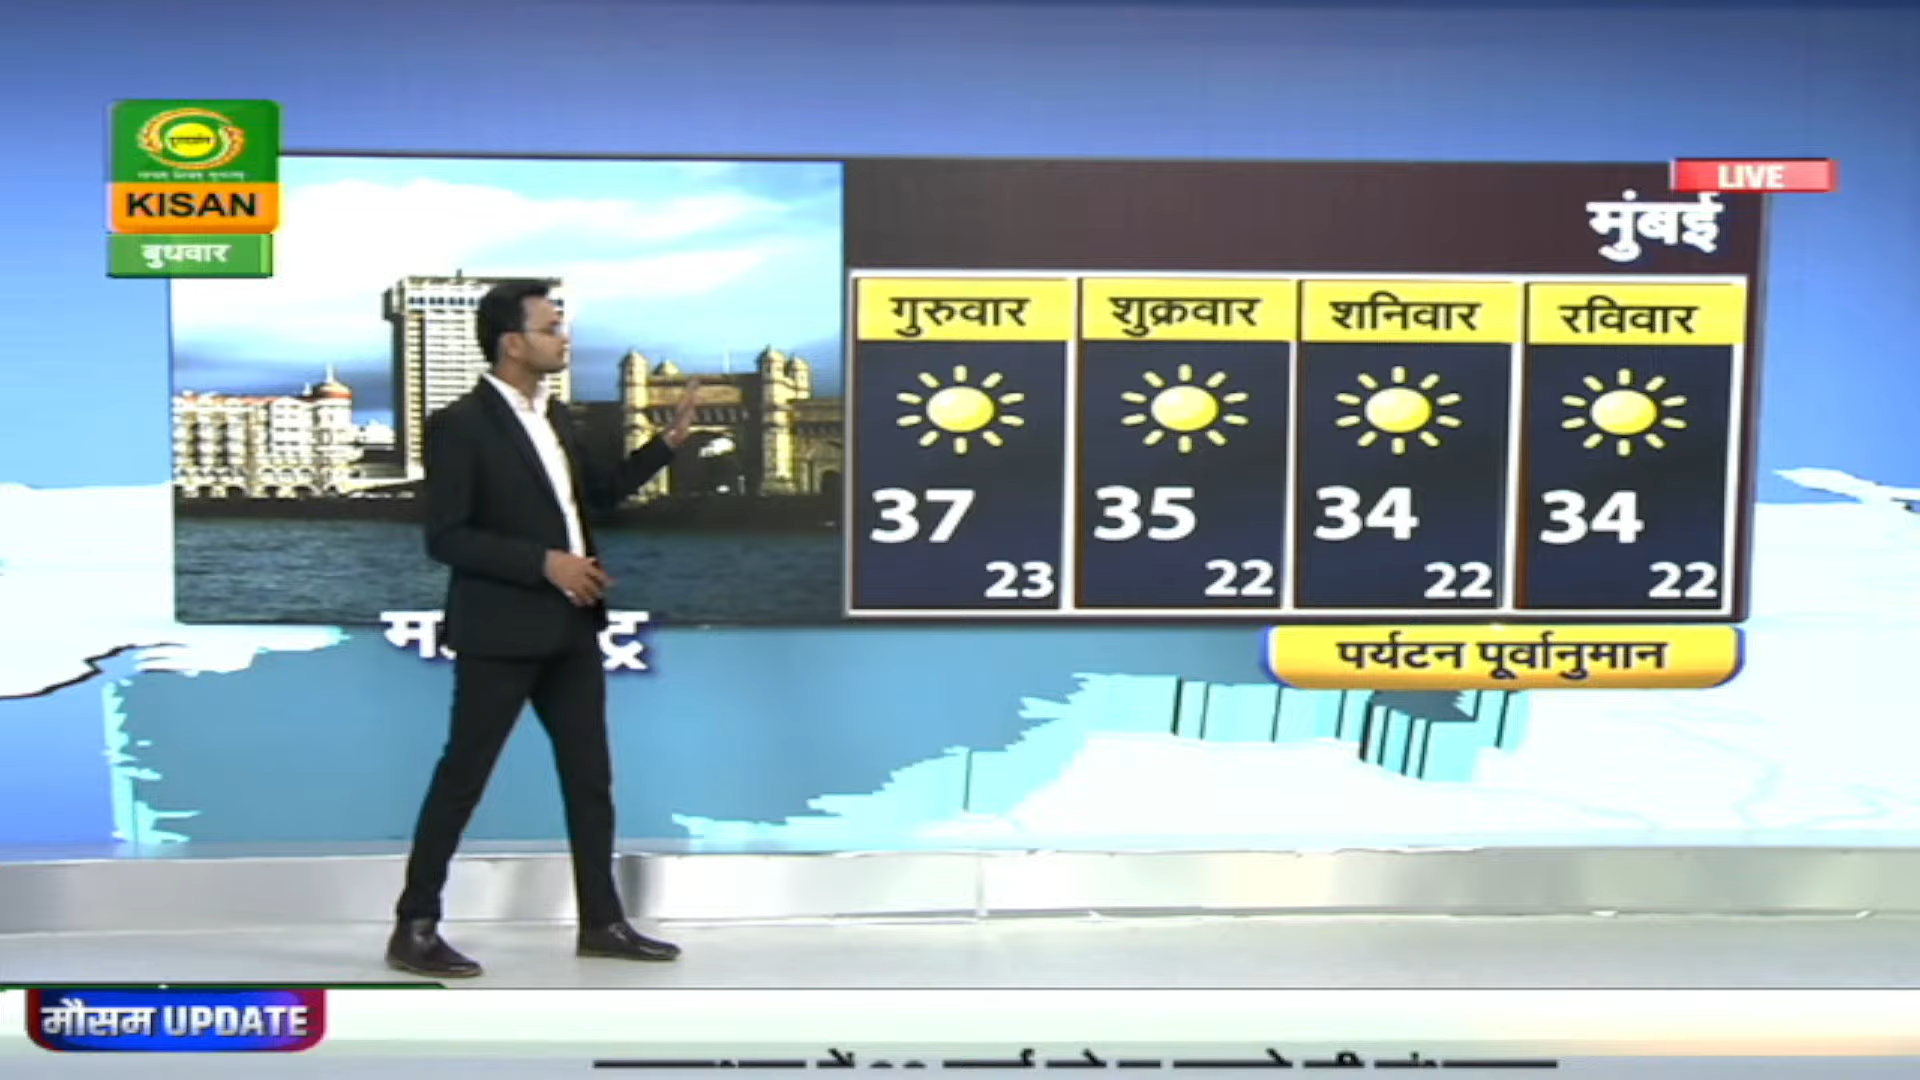 KISAN
बुधवार
LIVE
मुंबई
गुरुवार
शुक्रवार
शनिवार
रविवार
37
35
34
34
23
22
22
22
पर्यटन पूर्वानुमान
मौसम UPDATE